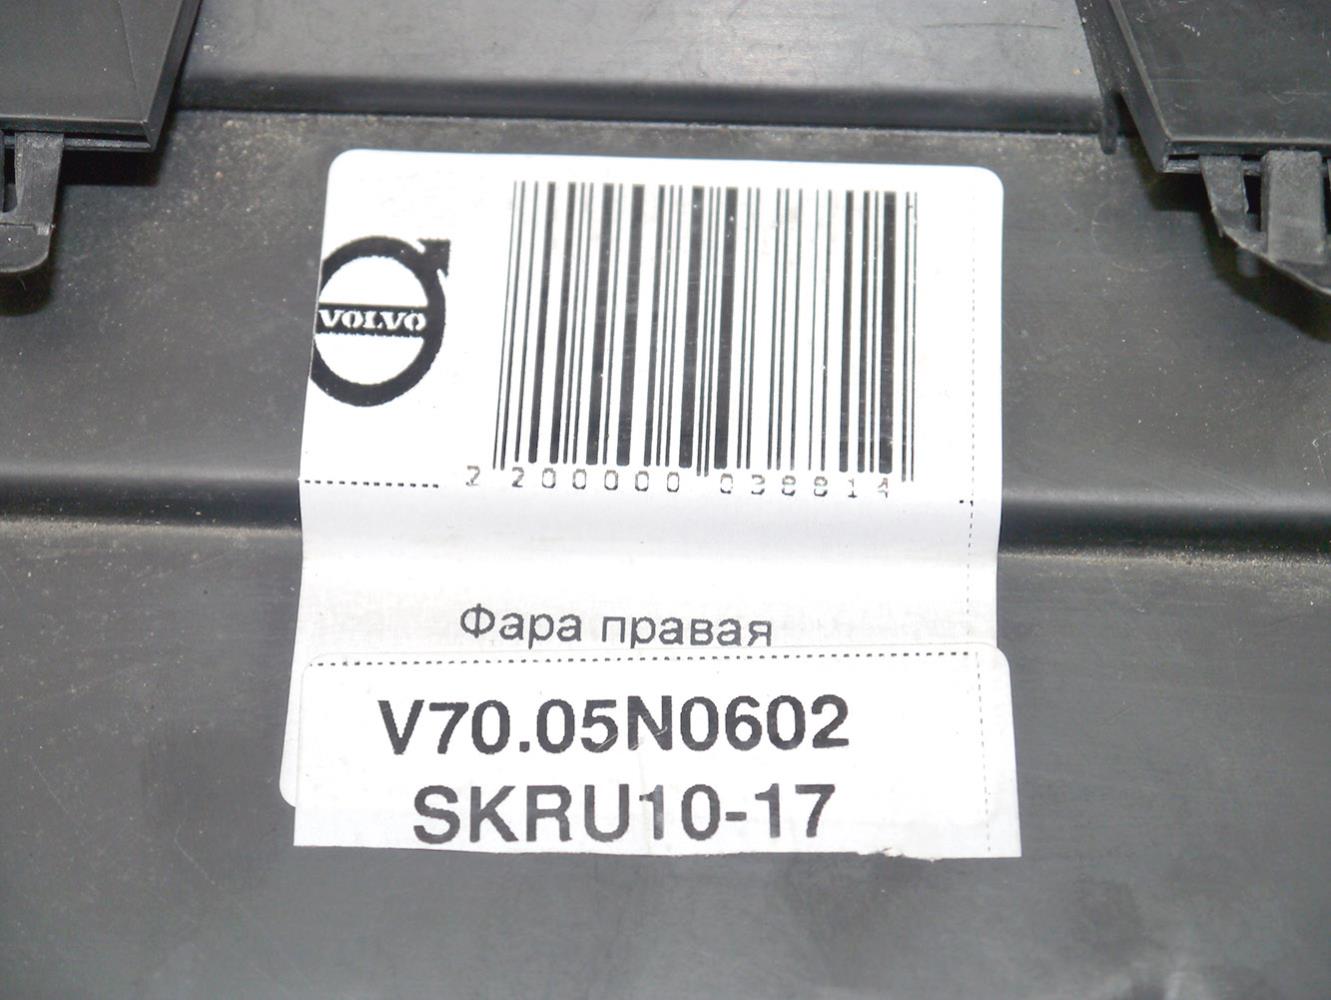 VOLVO
2 200000 038814
Фара правая
V70.05N0602
SKRU10-17